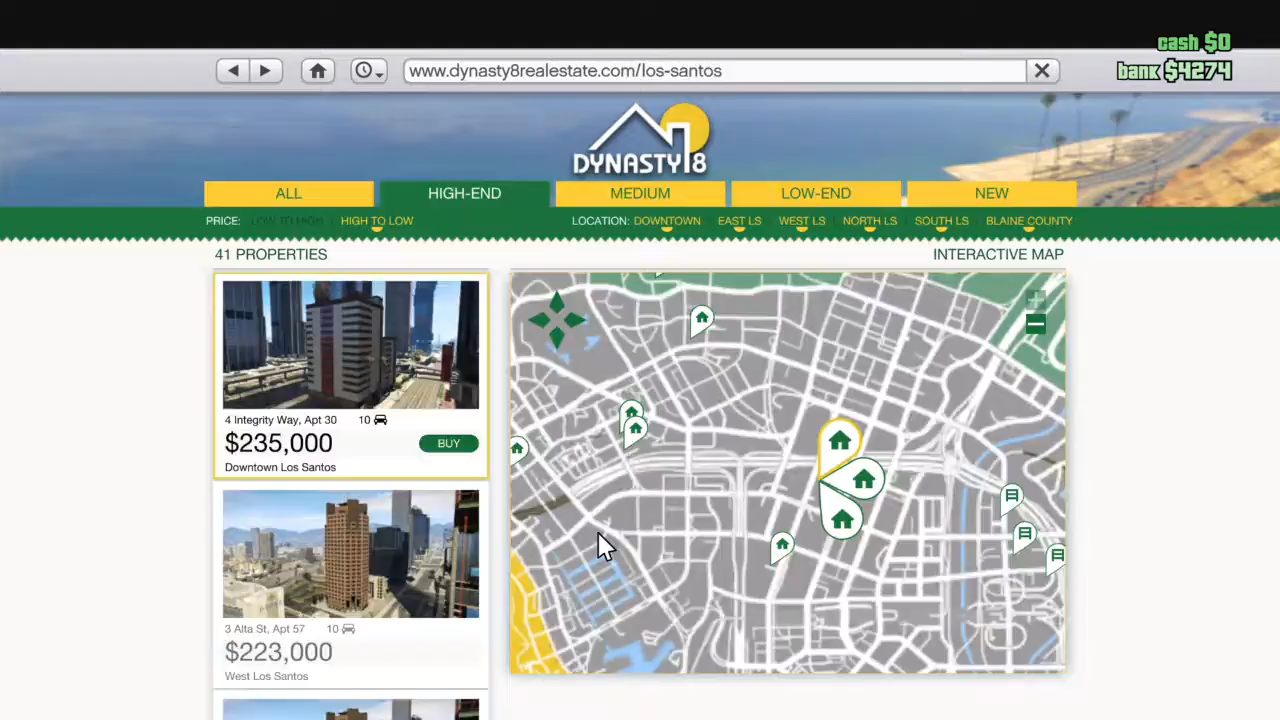 cash $0
bank $4274
www.dynasty8realestate.com/los-santos
DYNASTY 8
ALL
HIGH-END
MEDIUM
LOW-END
NEW
PRICE: LOW TO HIGH HIGH TO LOW
LOCATION: DOWNTOWN EAST LS WEST LS NORTH LS SOUTH LS BLAINE COUNTY
41 PROPERTIES
INTERACTIVE MAP
4 Integrity Way, Apt 30 10
$235,000
BUY
Downtown Los Santos
3 Alta St, Apt 57 10
$223,000
West Los Santos